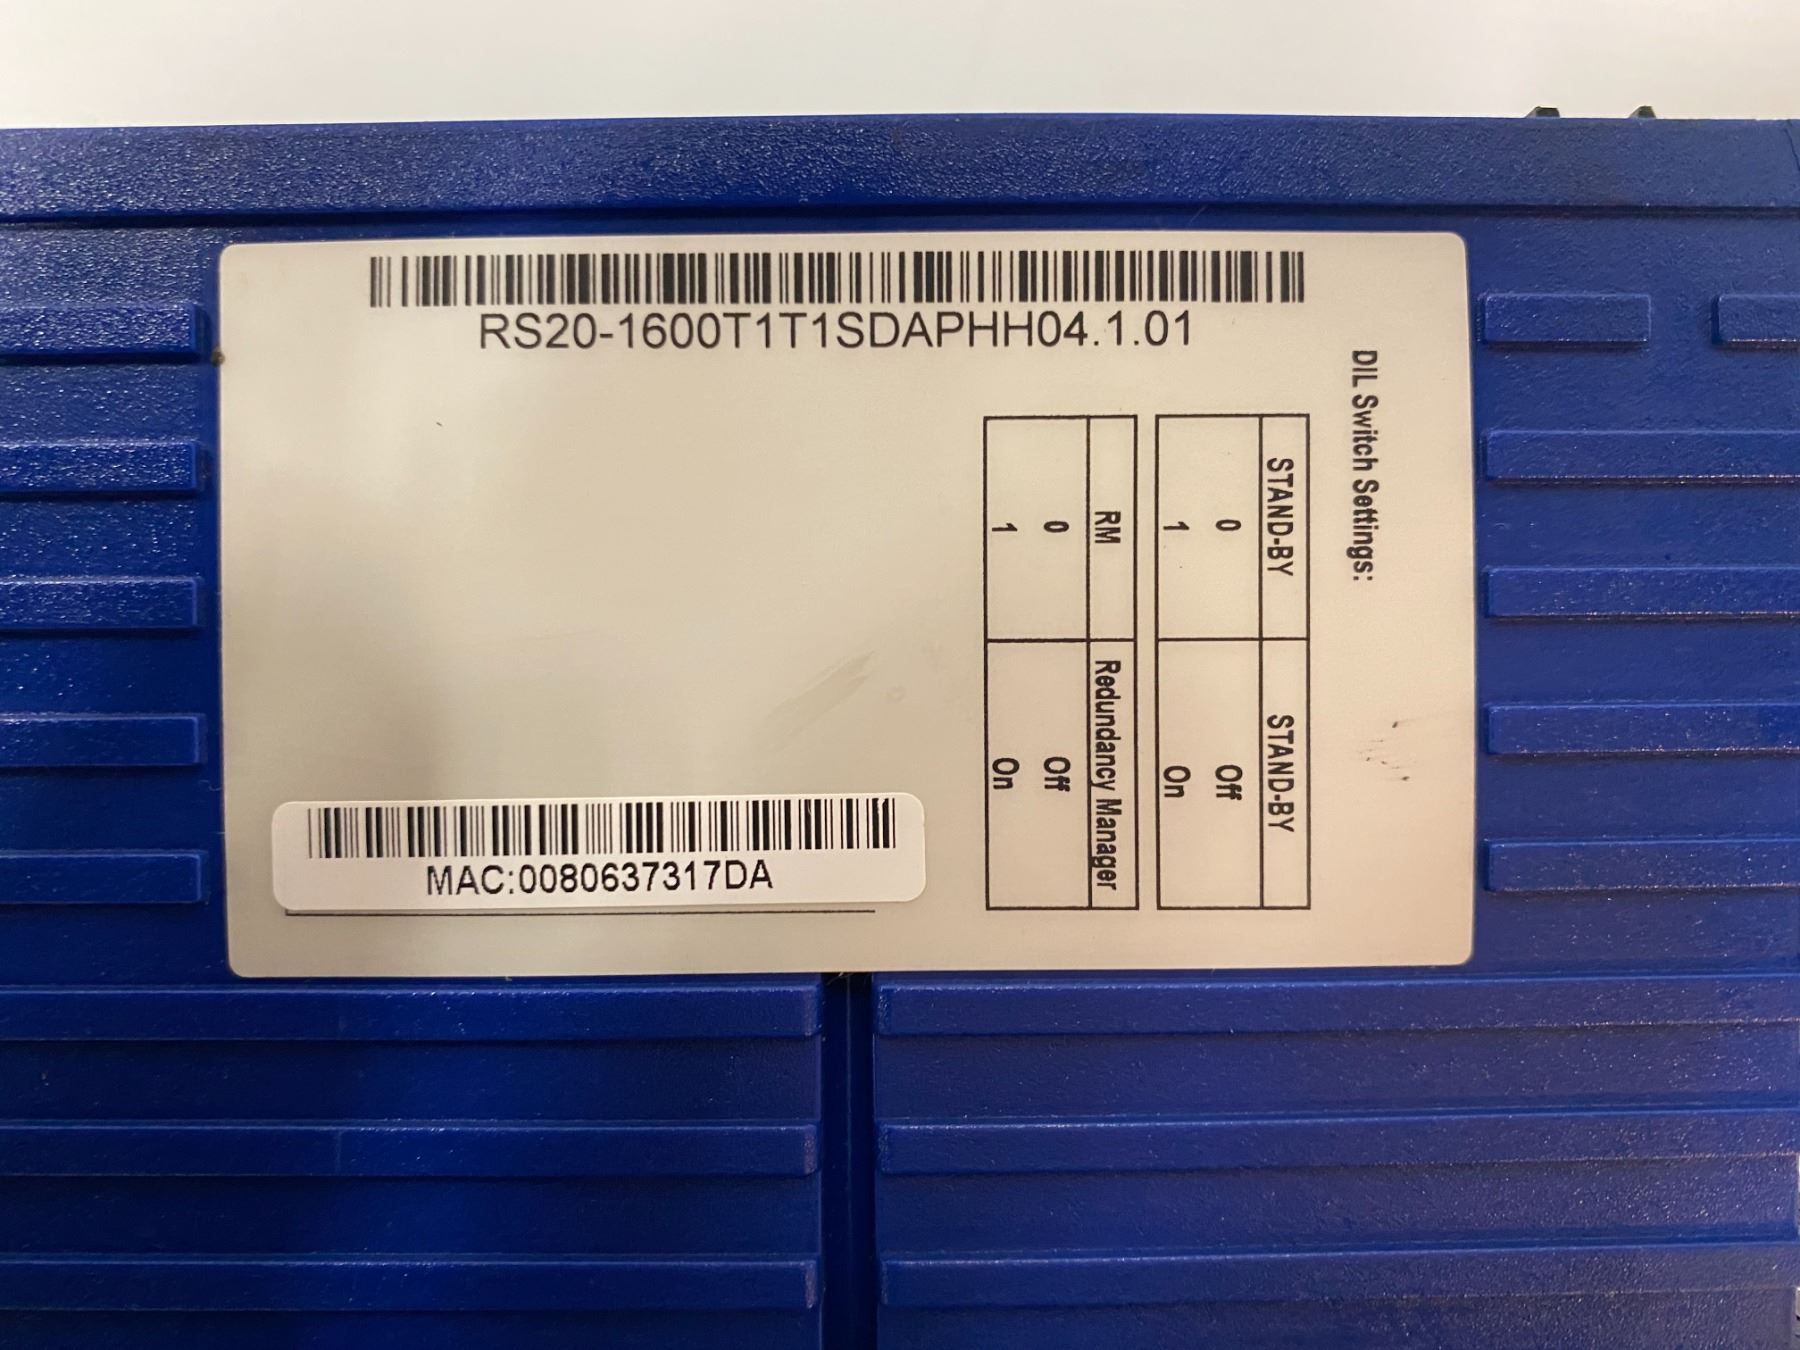 RS20-1600T1T1SDAPHH04.1.01
DIL Switch Settings:
STAND-BY STAND-BY
0 Off
1 On
RM Redundancy Manager
0 Off
1 On
MAC:0080637317DA